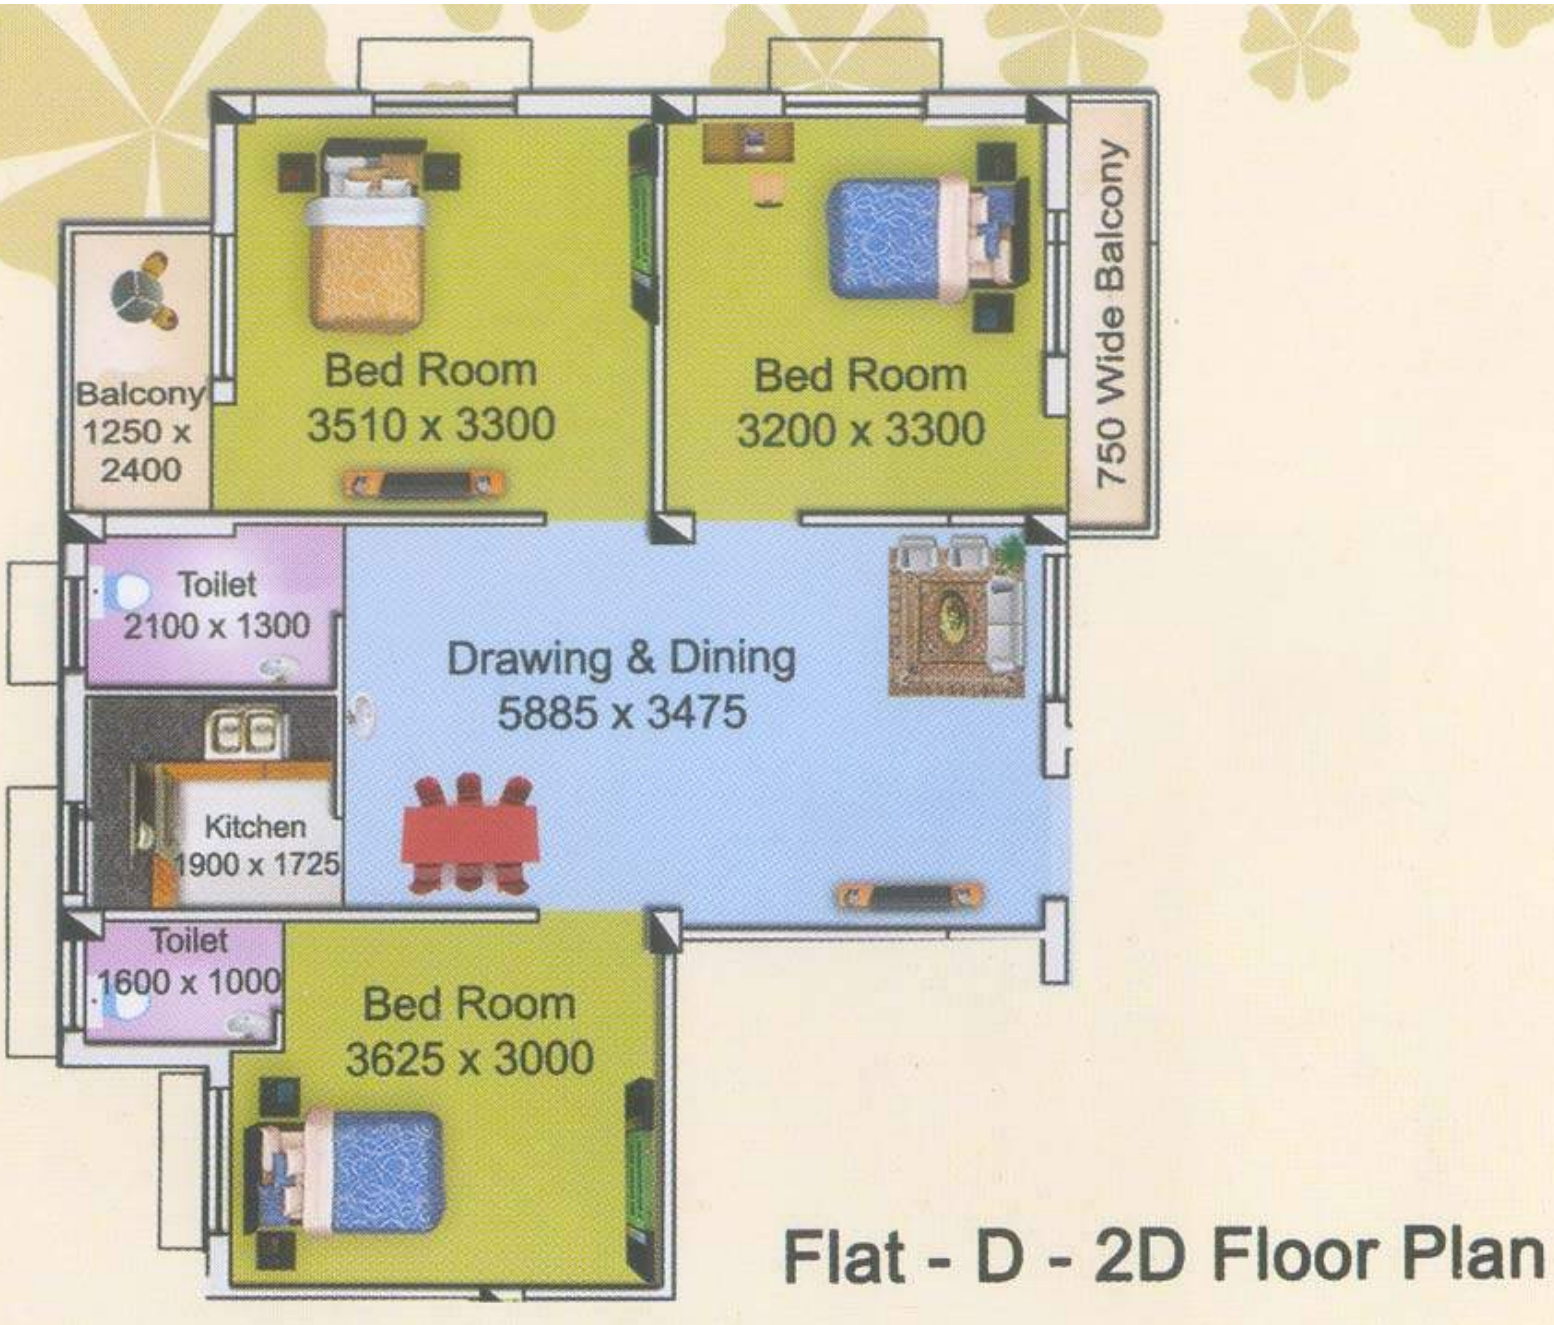 Bed Room
3510 x 3300
Bed Room
3200 x 3300
750 Wide Balcony
Balcony
1250 x
2400
Toilet
2100 x 1300
Drawing & Dining
5885 x 3475
Kitchen
1900 x 1725
Toilet
1600 x 1000
Bed Room
3625 x 3000
Flat - D - 2D Floor Plan